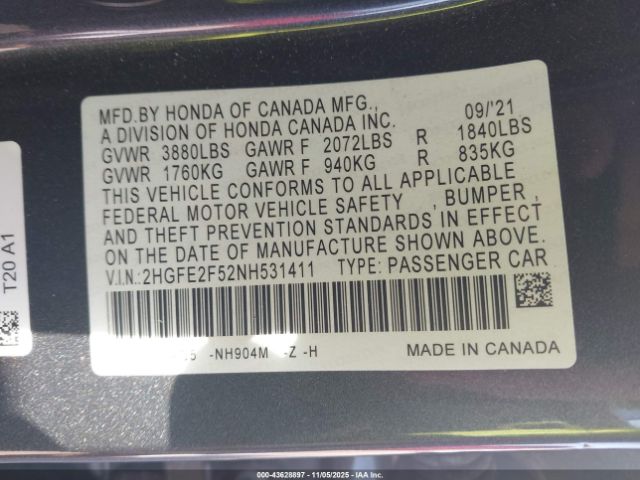 MFD.BY HONDA OF CANADA MFG., 09/'21
A DIVISION OF HONDA CANADA INC.
GVWR 3880LBS GAWR F 2072LBS R 1840LBS
GVWR 1760KG GAWR F 940KG R 835KG
THIS VEHICLE CONFORMS TO ALL APPLICABLE
FEDERAL MOTOR VEHICLE SAFETY , BUMPER ,
AND THEFT PREVENTION STANDARDS IN EFFECT
ON THE DATE OF MANUFACTURE SHOWN ABOVE.
V.I.N.:2HGFE2F52NH531411 TYPE: PASSENGER CAR
-NH904M -Z -H MADE IN CANADA
T20 A1
000-43628897 - 11/05/2025 - IAAI.COM